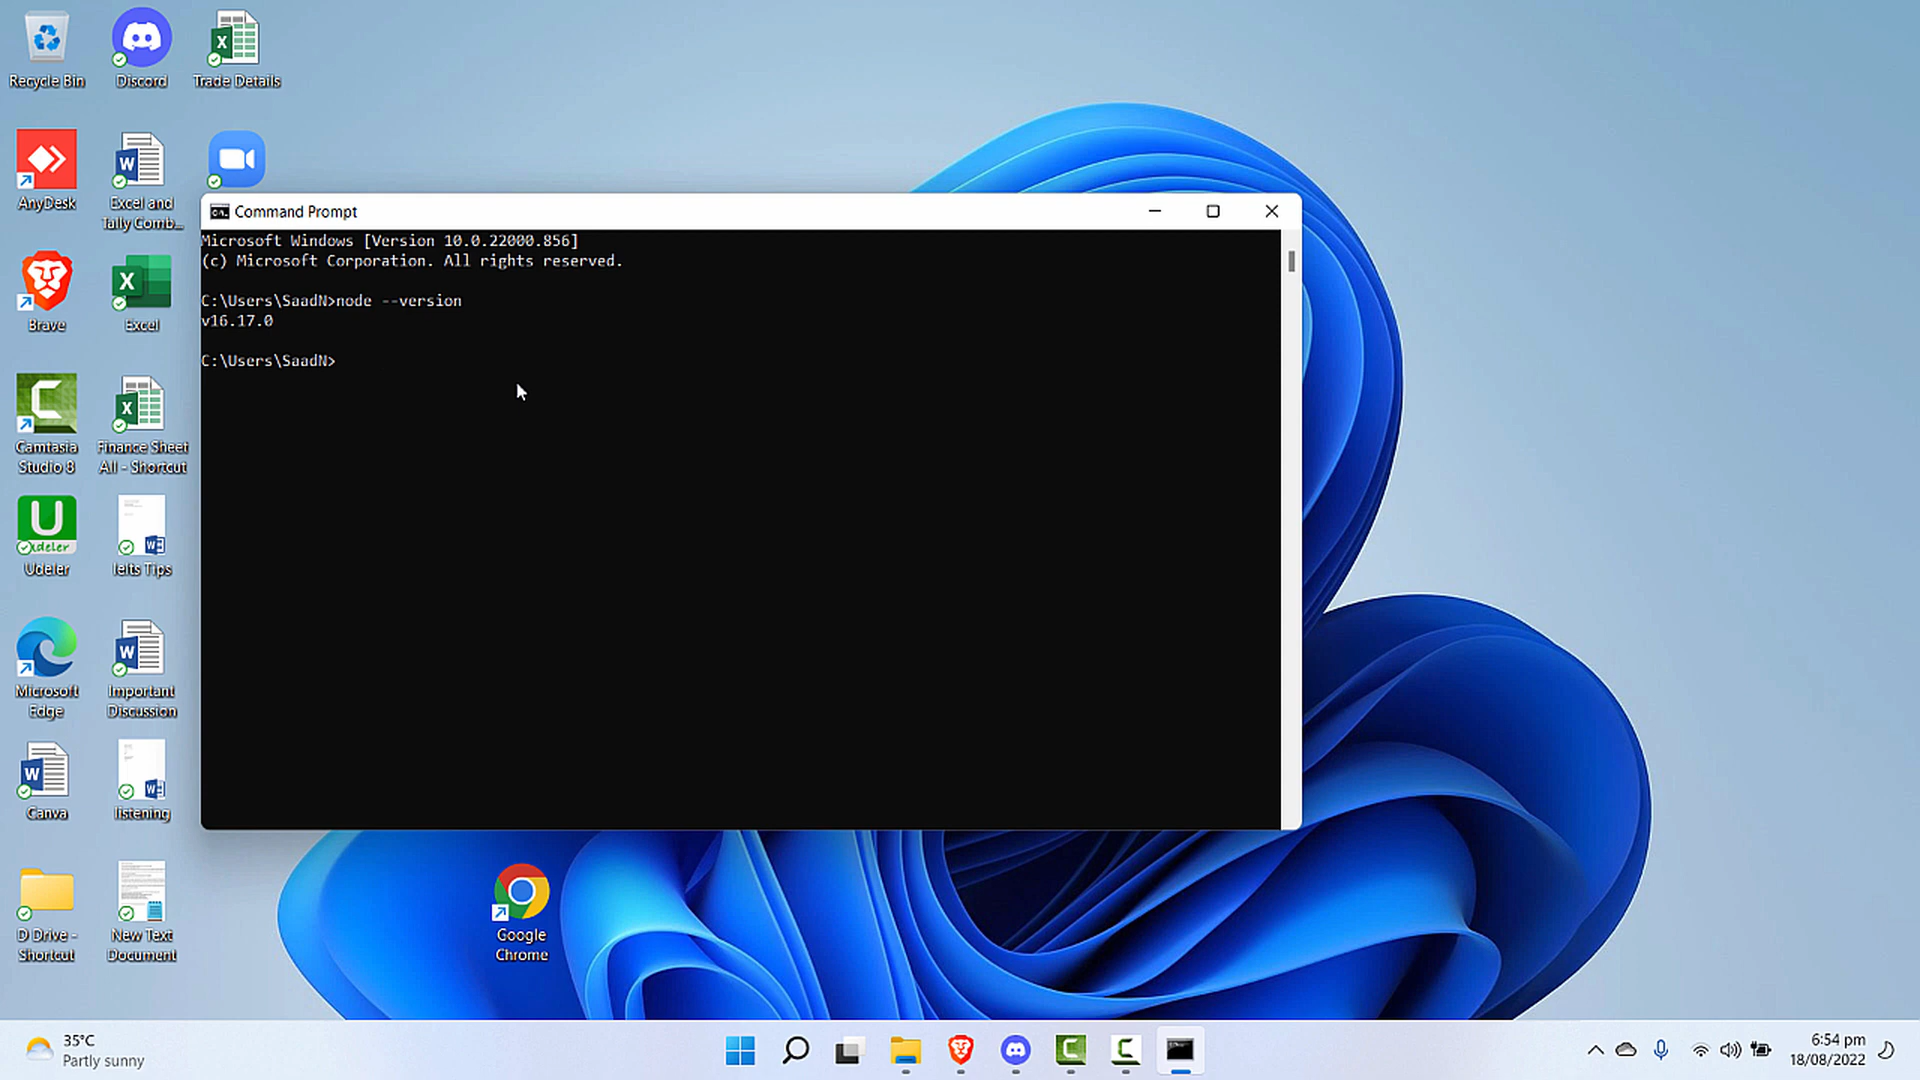 Recycle Bin
Discord
Trade Details
AnyDesk
Excel and
Tally Comb...
Brave
Excel
Camtasia
Studio 8
Finance Sheet
All - Shortcut
Udeler
Ielts Tips
Microsoft
Edge
Important
Discussion
Canva
listening
D Drive -
Shortcut
New Text
Document
Google
Chrome
Command Prompt
Microsoft Windows [Version 10.0.22000.856]
(c) Microsoft Corporation. All rights reserved.
C:\Users\SaadN>node --version
v16.17.0
C:\Users\SaadN>
35°C
Partly sunny
6:54 pm
18/08/2022